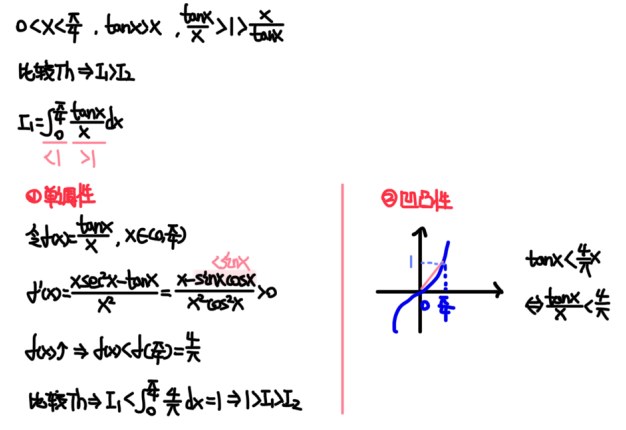 0<x<π/4 , tanx>x , tanx/x >1> x/tanx
比较Th⇒I₁>I₂
I₁=∫₀^{π/4} tanx/x dx
<1 >1
①单调性
令f(x)=tanx/x , x∈(0,π/4)
<sinx
f'(x)=(xsec²x-tanx)/x² = (x-sinxcosx)/(x²cos²x) >0
f(x)↑ ⇒ f(x)<f(π/4)=4/π
比较Th⇒I₁<∫₀^{π/4} 4/π dx=1⇒1>I₁>I₂
②凹凸性
1
0 π/4
tanx<4/π x
⇔ tanx/x < 4/π